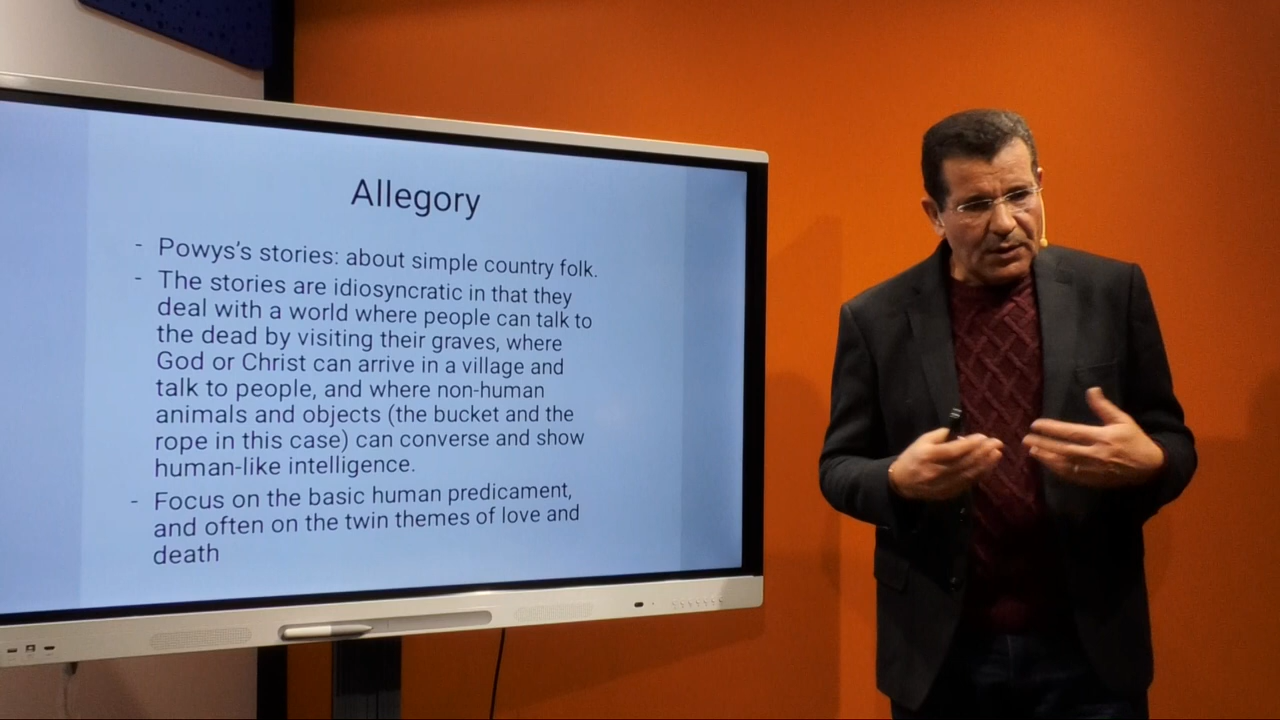 Allegory
- Powys's stories: about simple country folk.
- The stories are idiosyncratic in that they
deal with a world where people can talk to
the dead by visiting their graves, where
God or Christ can arrive in a village and
talk to people, and where non-human
animals and objects (the bucket and the
rope in this case) can converse and show
human-like intelligence.
- Focus on the basic human predicament,
and often on the twin themes of love and
death